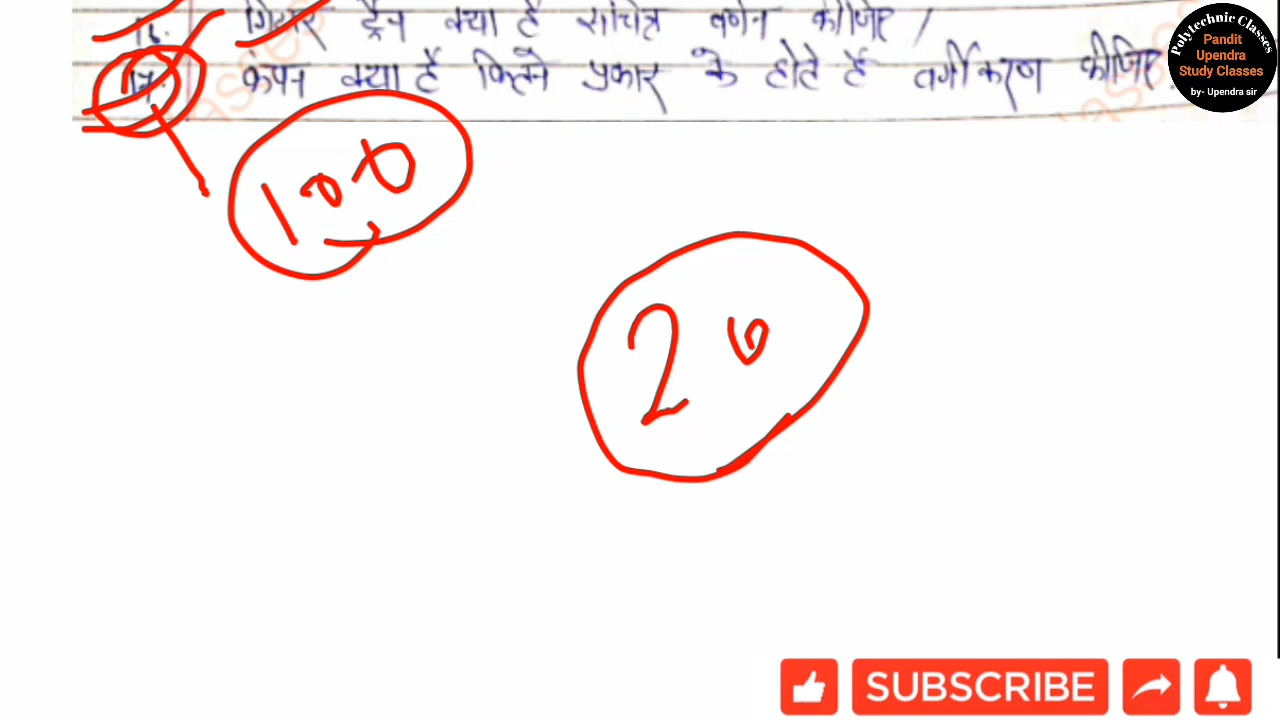 16. गियर ट्रेन क्या है सचित्र वर्णन कीजिए /
17. कंपन क्या है कितने प्रकार के होते हैं वर्गीकरण कीजिए
100
20
Polytechnic Classes
Pandit
Upendra
Study Classes
by- Upendra sir
SUBSCRIBE